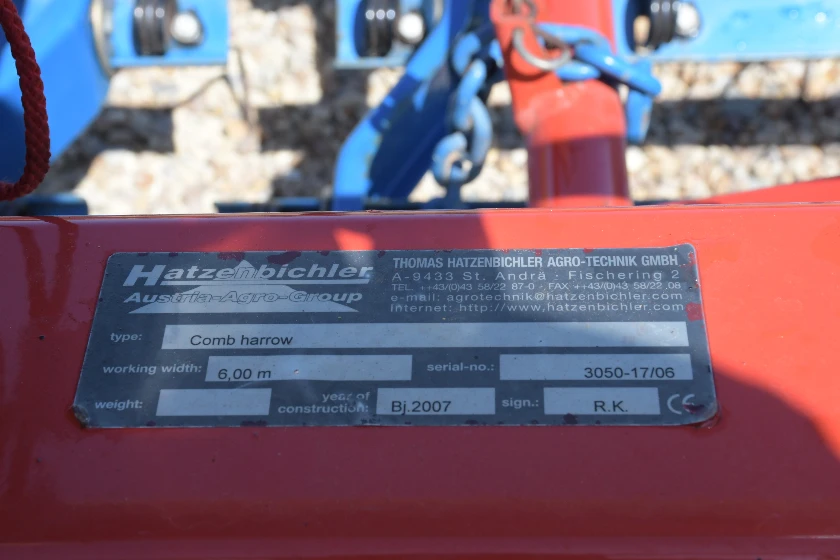 Hatzenbichler
Austria-Agro-Group
THOMAS HATZENBICHLER AGRO-TECHNIK GMBH
A-9433 St. Andrä · Fischering 2
TEL. ++43/(0)43 58/22 87-0 · FAX ++43/(0)43 58/22 08
e-mail: agrotechnik@hatzenbichler.com
Internet: http://www.hatzenbichler.com
type: Comb harrow
working width: 6,00 m serial-no.: 3050-17/06
weight: year of construction: Bj.2007 sign.: R.K. CE